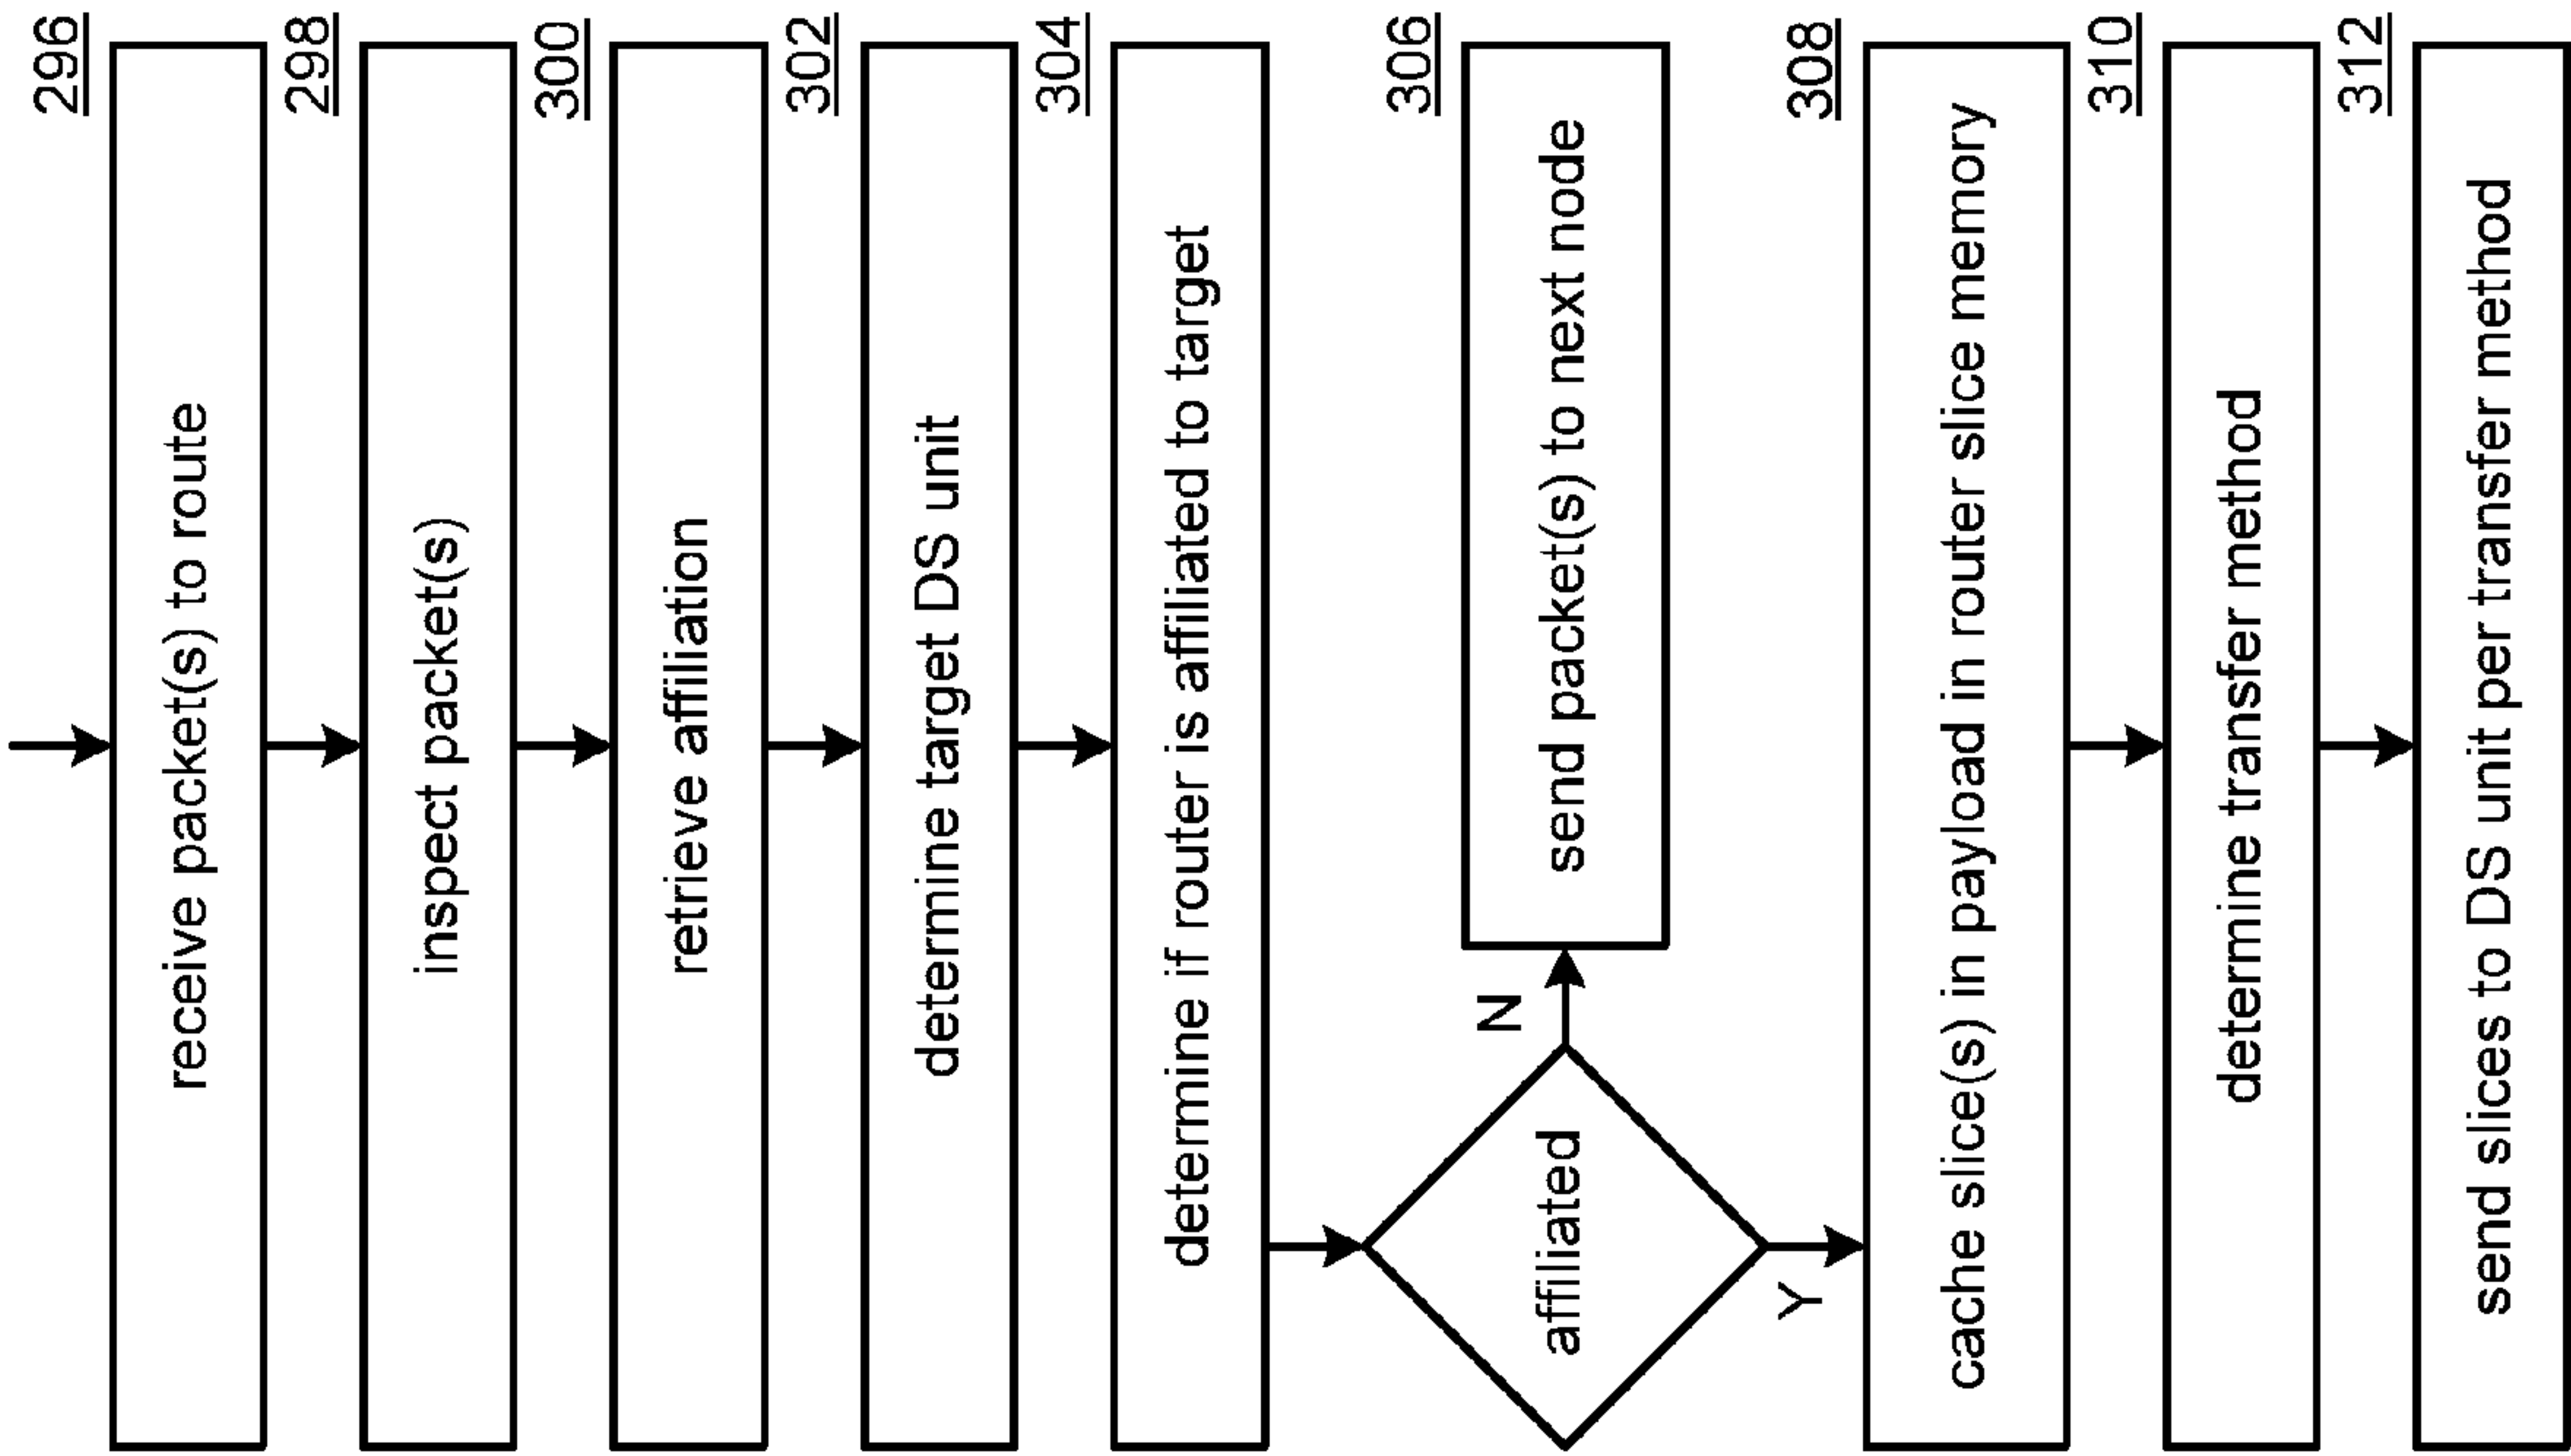 296
receive packet(s) to route
298
inspect packet(s)
300
retrieve affiliation
302
determine target DS unit
304
determine if router is affiliated to target
affiliated
N
306
send packet(s) to next node
Y
308
cache slice(s) in payload in router slice memory
310
determine transfer method
312
send slices to DS unit per transfer method